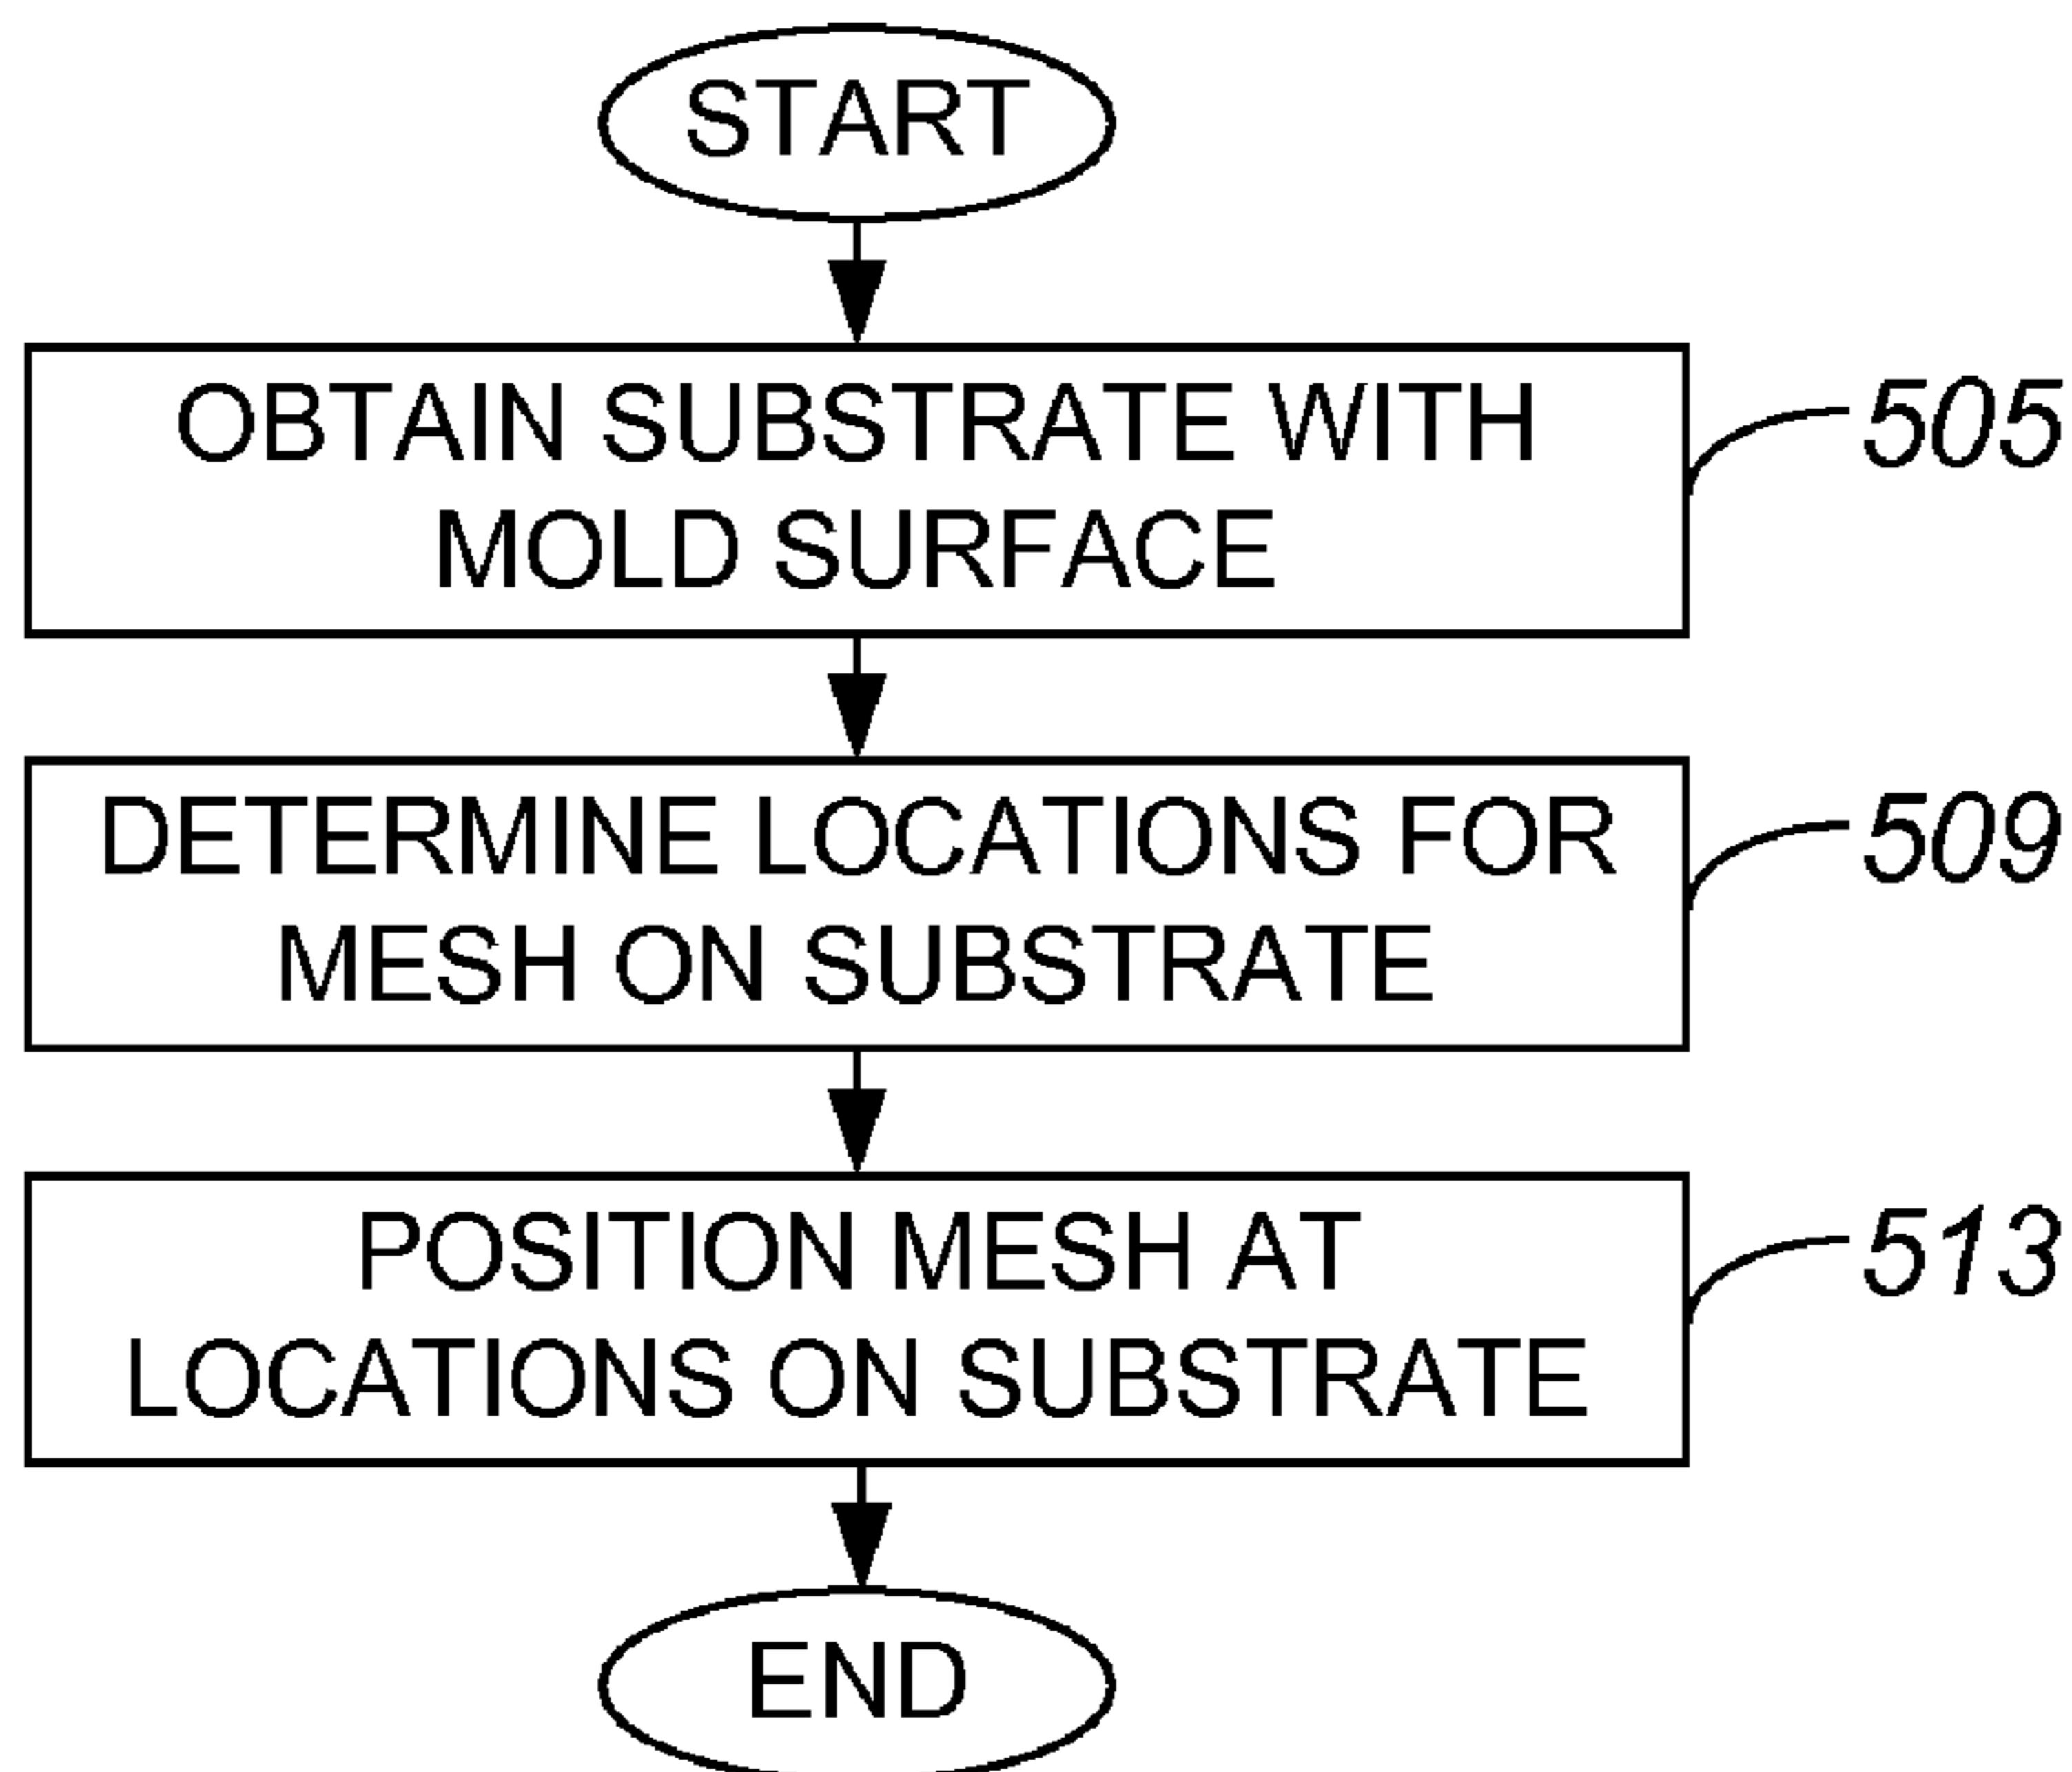 START
OBTAIN SUBSTRATE WITH
MOLD SURFACE
505
DETERMINE LOCATIONS FOR
MESH ON SUBSTRATE
509
POSITION MESH AT
LOCATIONS ON SUBSTRATE
513
END